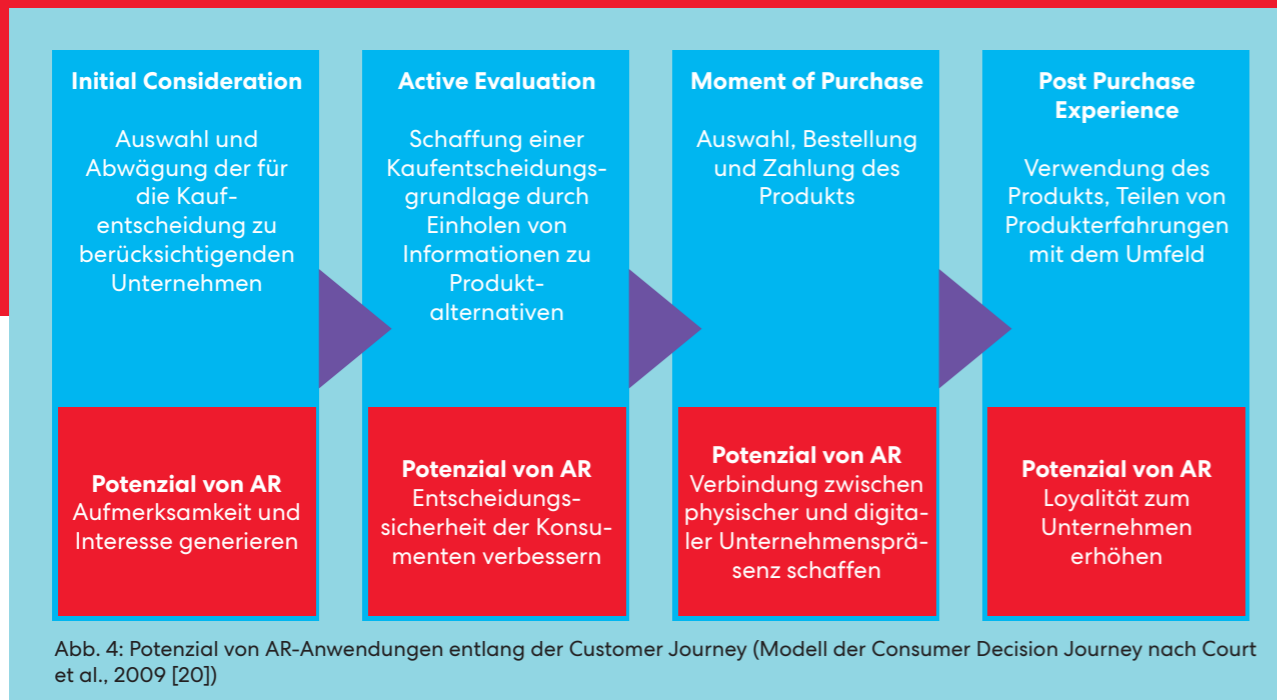 Initial Consideration
Auswahl und
Abwägung der für
die Kauf-
entscheidung zu
berücksichtigenden
Unternehmen
Potenzial von AR
Aufmerksamkeit und
Interesse generieren
Active Evaluation
Schaffung einer
Kaufentscheidungs-
grundlage durch
Einholen von
Informationen zu
Produkt-
alternativen
Potenzial von AR
Entscheidungs-
sicherheit der Konsu-
menten verbessern
Moment of Purchase
Auswahl, Bestellung
und Zahlung des
Produkts
Potenzial von AR
Verbindung zwischen
physischer und digita-
ler Unternehmensprä-
senz schaffen
Post Purchase
Experience
Verwendung des
Produkts, Teilen von
Produkterfahrungen
mit dem Umfeld
Potenzial von AR
Loyalität zum
Unternehmen
erhöhen
Abb. 4: Potenzial von AR-Anwendungen entlang der Customer Journey (Modell der Consumer Decision Journey nach Court
et al., 2009 [20])